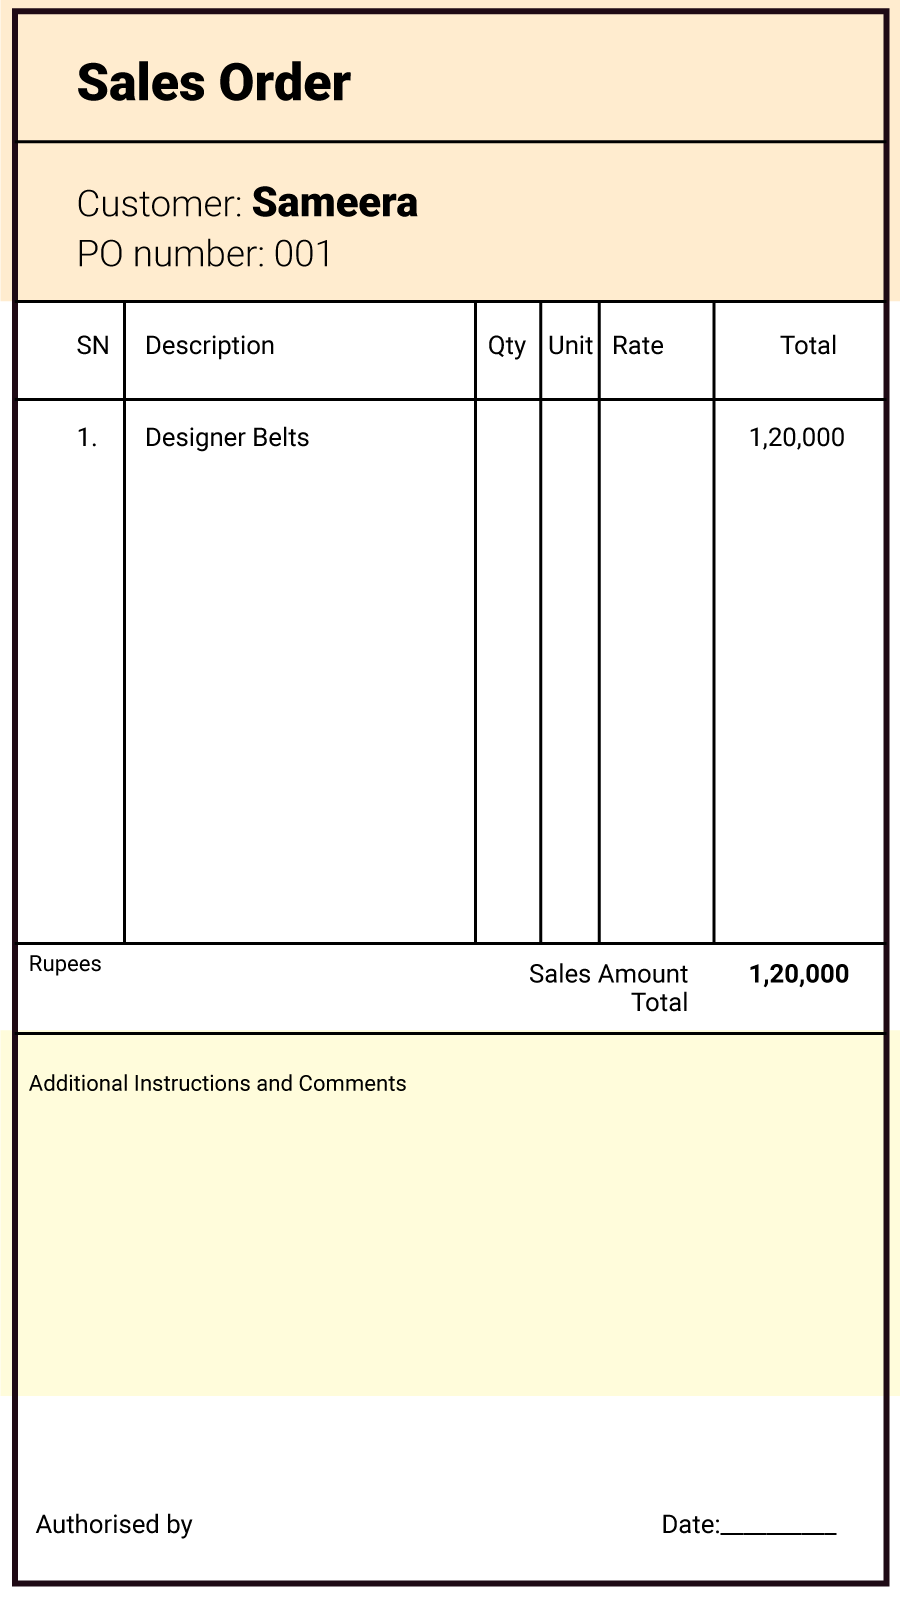 Sales Order
Customer: Sameera
PO number: 001
SN Description Qty Unit Rate Total
1. Designer Belts 1,20,000
Rupees
Sales Amount 1,20,000
Total
Additional Instructions and Comments
Authorised by Date:_________